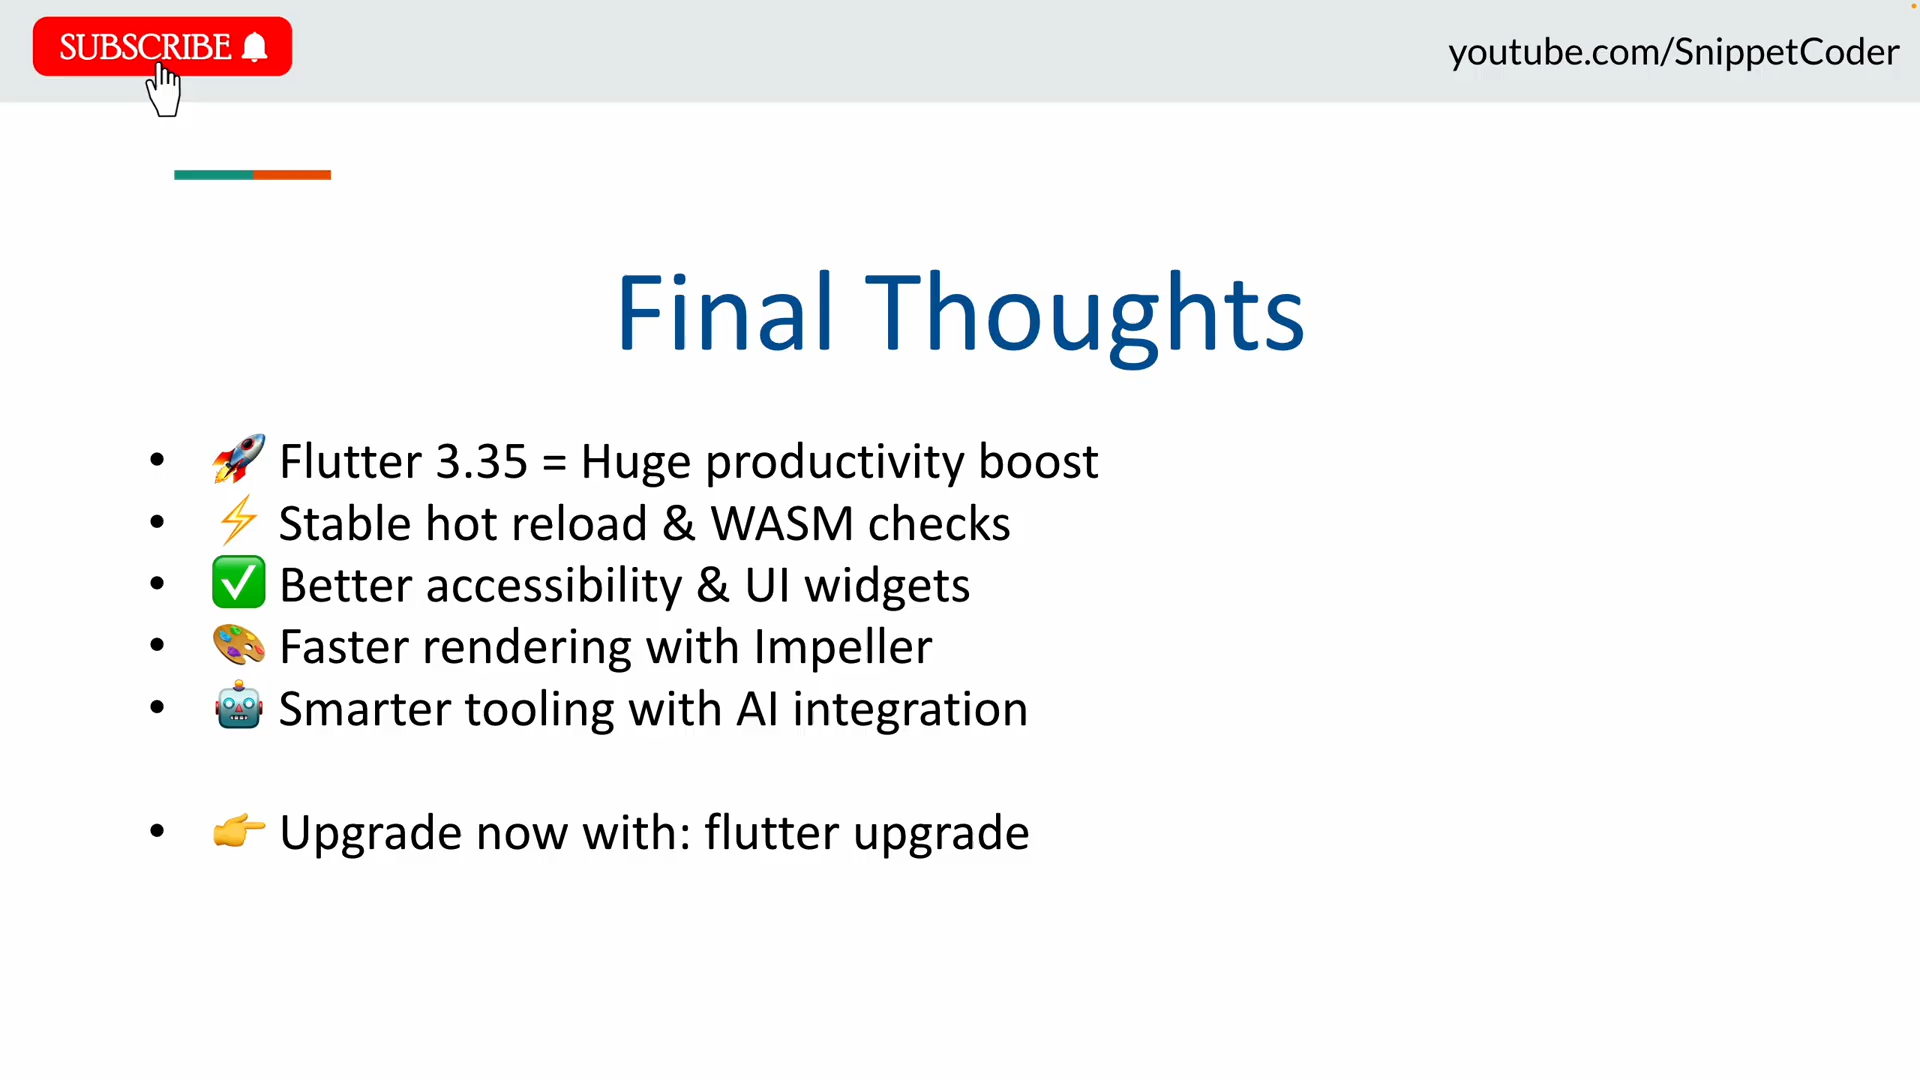 SUBSCRIBE
youtube.com/SnippetCoder
Final Thoughts
• 🚀 Flutter 3.35 = Huge productivity boost
• ⚡ Stable hot reload & WASM checks
• ✅ Better accessibility & UI widgets
• 🎨 Faster rendering with Impeller
• 🤖 Smarter tooling with AI integration
• 👉 Upgrade now with: flutter upgrade